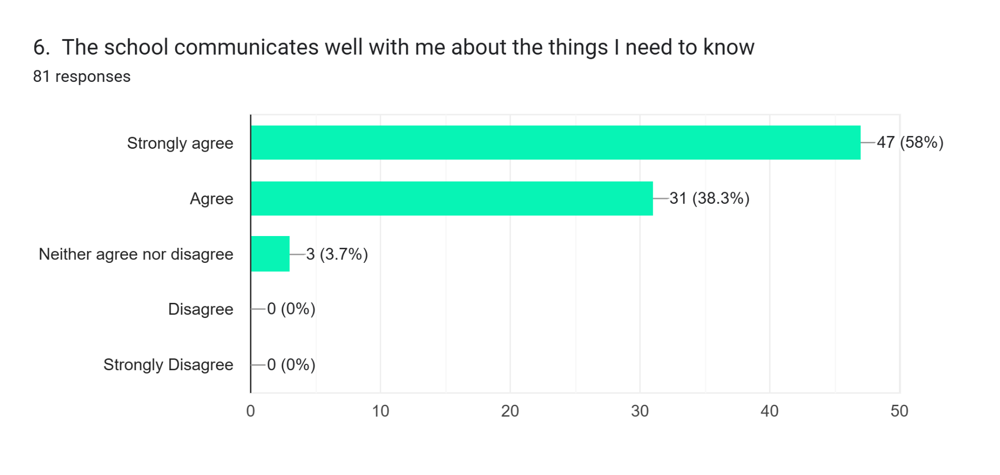 6.  The school communicates well with me about the things I need to know
81 responses
Strongly agree 47 (58%)
Agree 31 (38.3%)
Neither agree nor disagree 3 (3.7%)
Disagree 0 (0%)
Strongly Disagree 0 (0%)
0 10 20 30 40 50